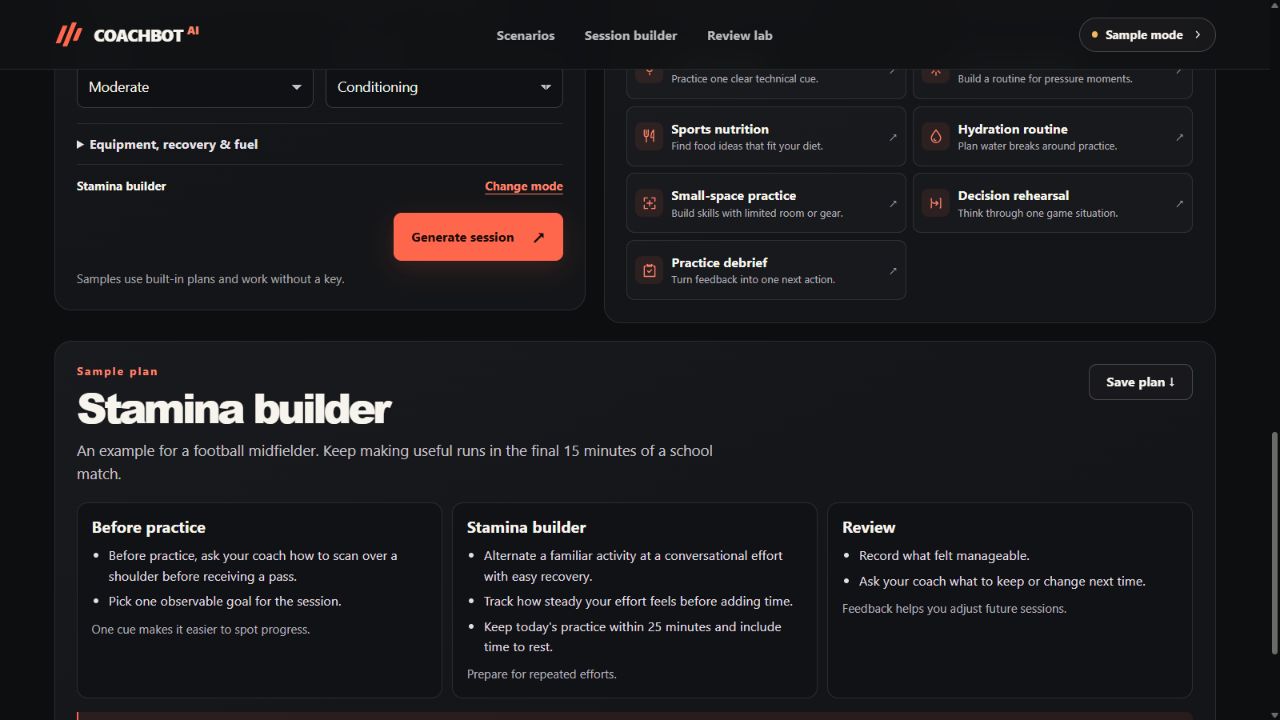 COACHBOT AI
Scenarios
Session builder
Review lab
Sample mode
Moderate
Conditioning
Equipment, recovery & fuel
Stamina builder
Change mode
Generate session
Samples use built-in plans and work without a key.
Practice one clear technical cue.
Build a routine for pressure moments.
Sports nutrition
Find food ideas that fit your diet.
Hydration routine
Plan water breaks around practice.
Small-space practice
Build skills with limited room or gear.
Decision rehearsal
Think through one game situation.
Practice debrief
Turn feedback into one next action.
Sample plan
Stamina builder
Save plan ↓
An example for a football midfielder. Keep making useful runs in the final 15 minutes of a school
match.
Before practice
• Before practice, ask your coach how to scan over a
shoulder before receiving a pass.
• Pick one observable goal for the session.
One cue makes it easier to spot progress.
Stamina builder
• Alternate a familiar activity at a conversational effort
with easy recovery.
• Track how steady your effort feels before adding time.
• Keep today's practice within 25 minutes and include
time to rest.
Prepare for repeated efforts.
Review
• Record what felt manageable.
• Ask your coach what to keep or change next time.
Feedback helps you adjust future sessions.